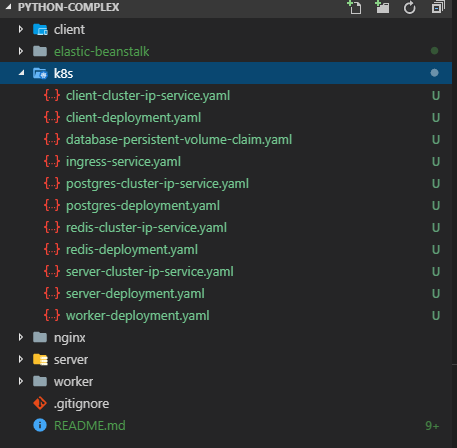 PYTHON-COMPLEX
client
elastic-beanstalk
k8s
{..} client-cluster-ip-service.yaml U
{..} client-deployment.yaml U
{..} database-persistent-volume-claim.yaml U
{..} ingress-service.yaml U
{..} postgres-cluster-ip-service.yaml U
{..} postgres-deployment.yaml U
{..} redis-cluster-ip-service.yaml U
{..} redis-deployment.yaml U
{..} server-cluster-ip-service.yaml U
{..} server-deployment.yaml U
{..} worker-deployment.yaml U
nginx
server
worker
.gitignore
README.md 9+